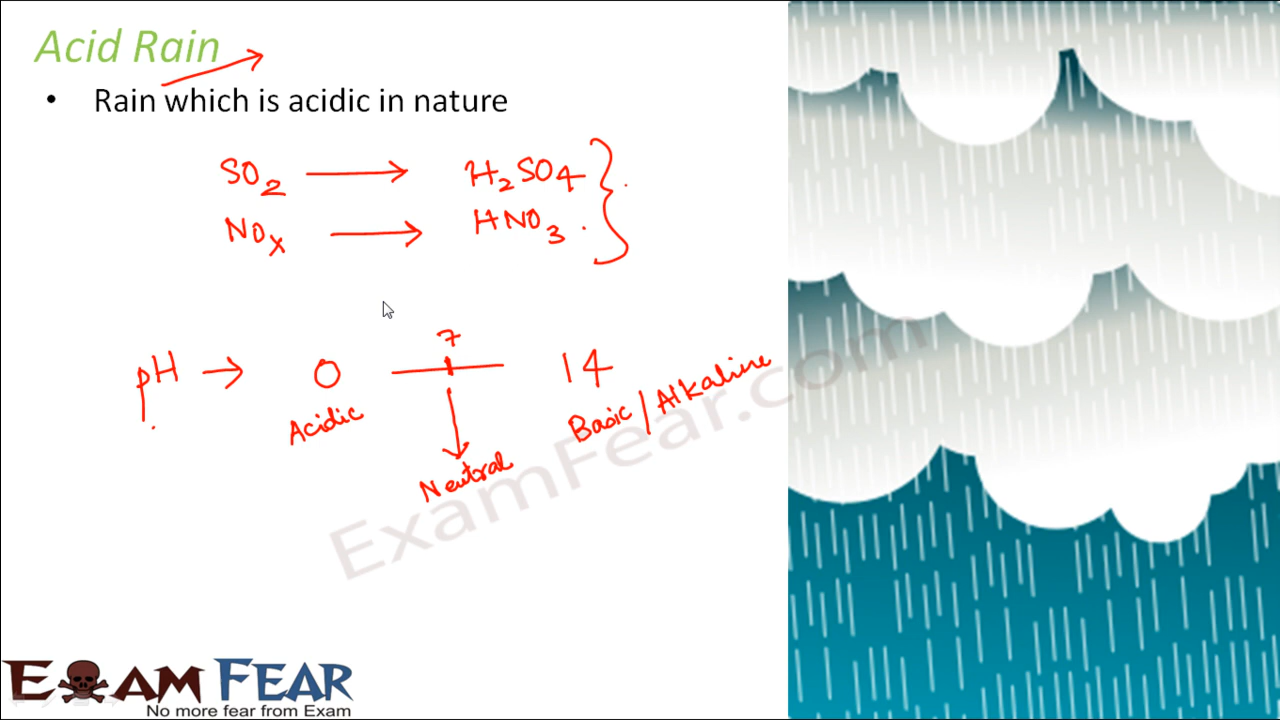 Acid Rain
• Rain which is acidic in nature
SO2 → H2SO4
NOx → HNO3
pH → 0 7 14
Acidic Neutral Basic / Alkaline
ExamFear.com
EXAM FEAR
No more fear from Exam